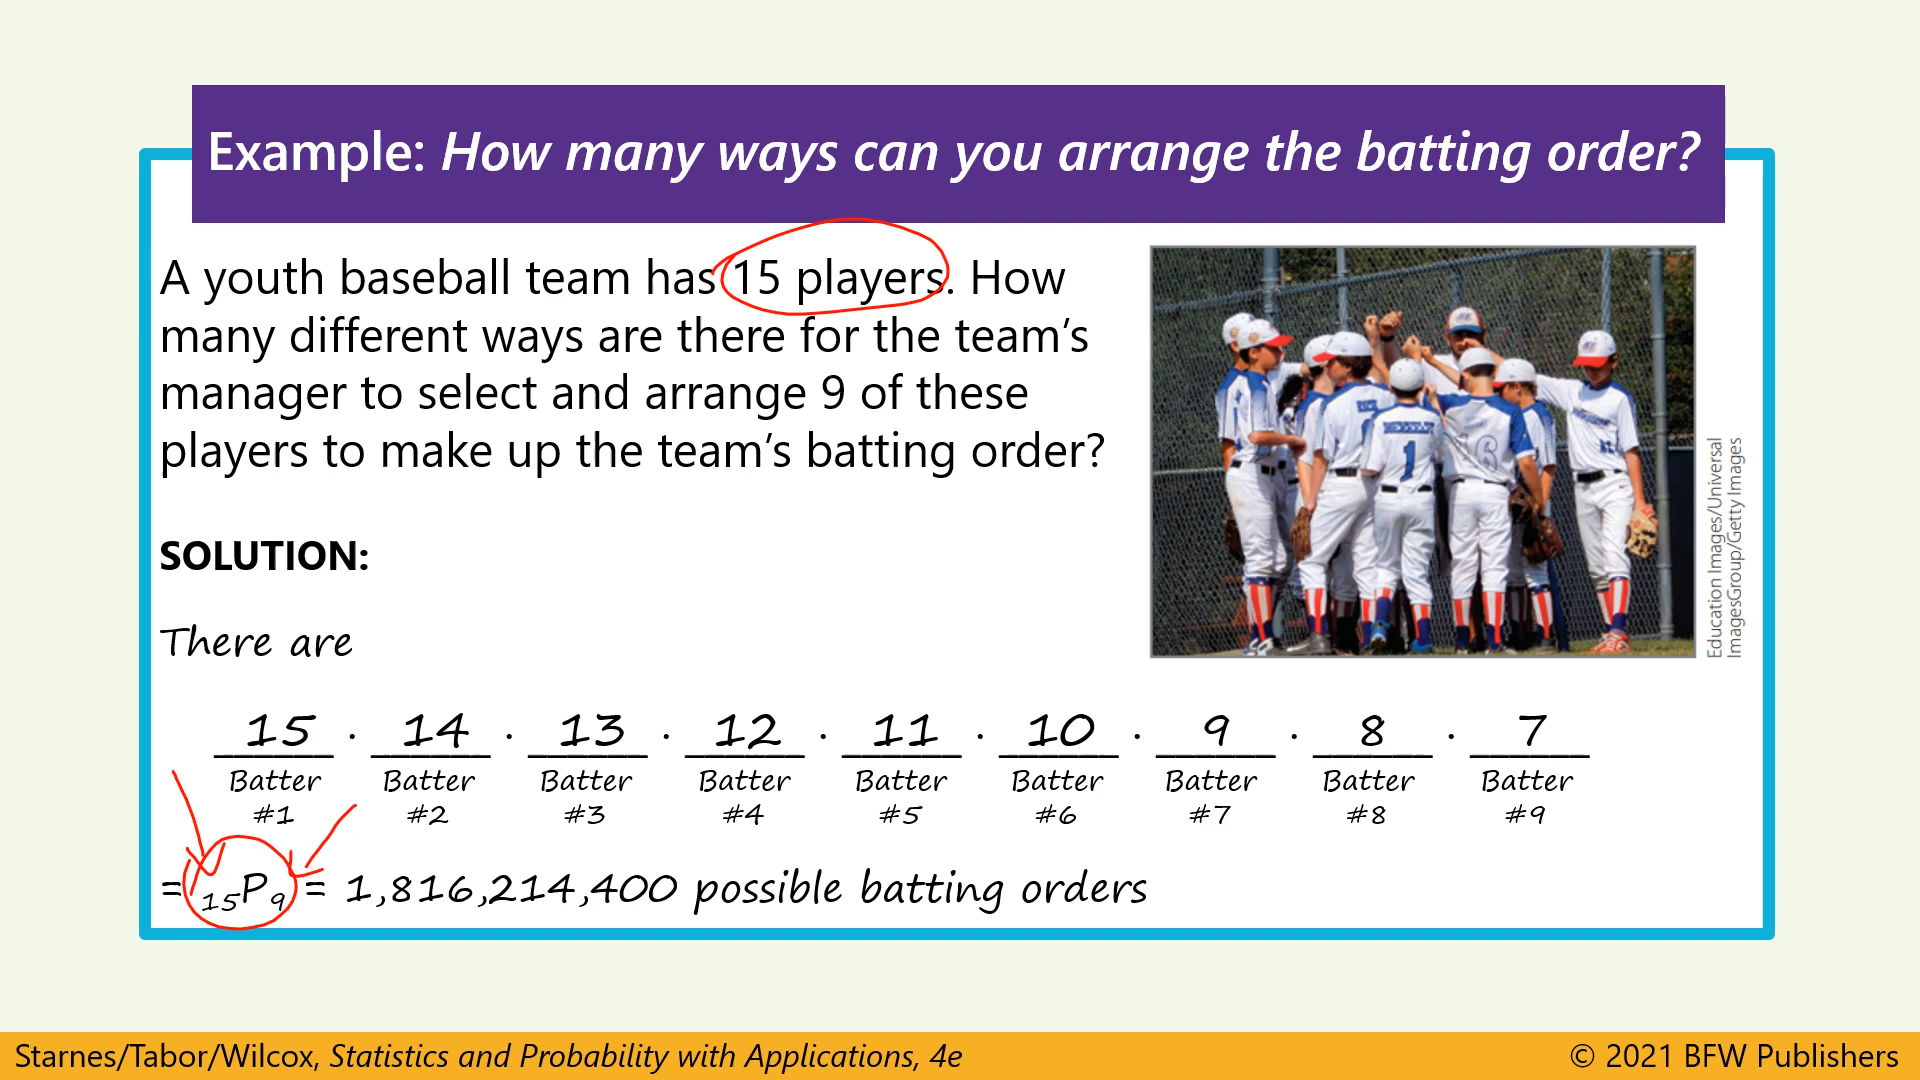 Example: How many ways can you arrange the batting order?
A youth baseball team has 15 players. How
many different ways are there for the team’s
manager to select and arrange 9 of these
players to make up the team’s batting order?
Education Images/Universal
ImagesGroup/Getty Images
SOLUTION:
There are
15 · 14 · 13 · 12 · 11 · 10 · 9 · 8 · 7
Batter Batter Batter Batter Batter Batter Batter Batter Batter
#1 #2 #3 #4 #5 #6 #7 #8 #9
= 15P9 = 1,816,214,400 possible batting orders
Starnes/Tabor/Wilcox, Statistics and Probability with Applications, 4e
© 2021 BFW Publishers